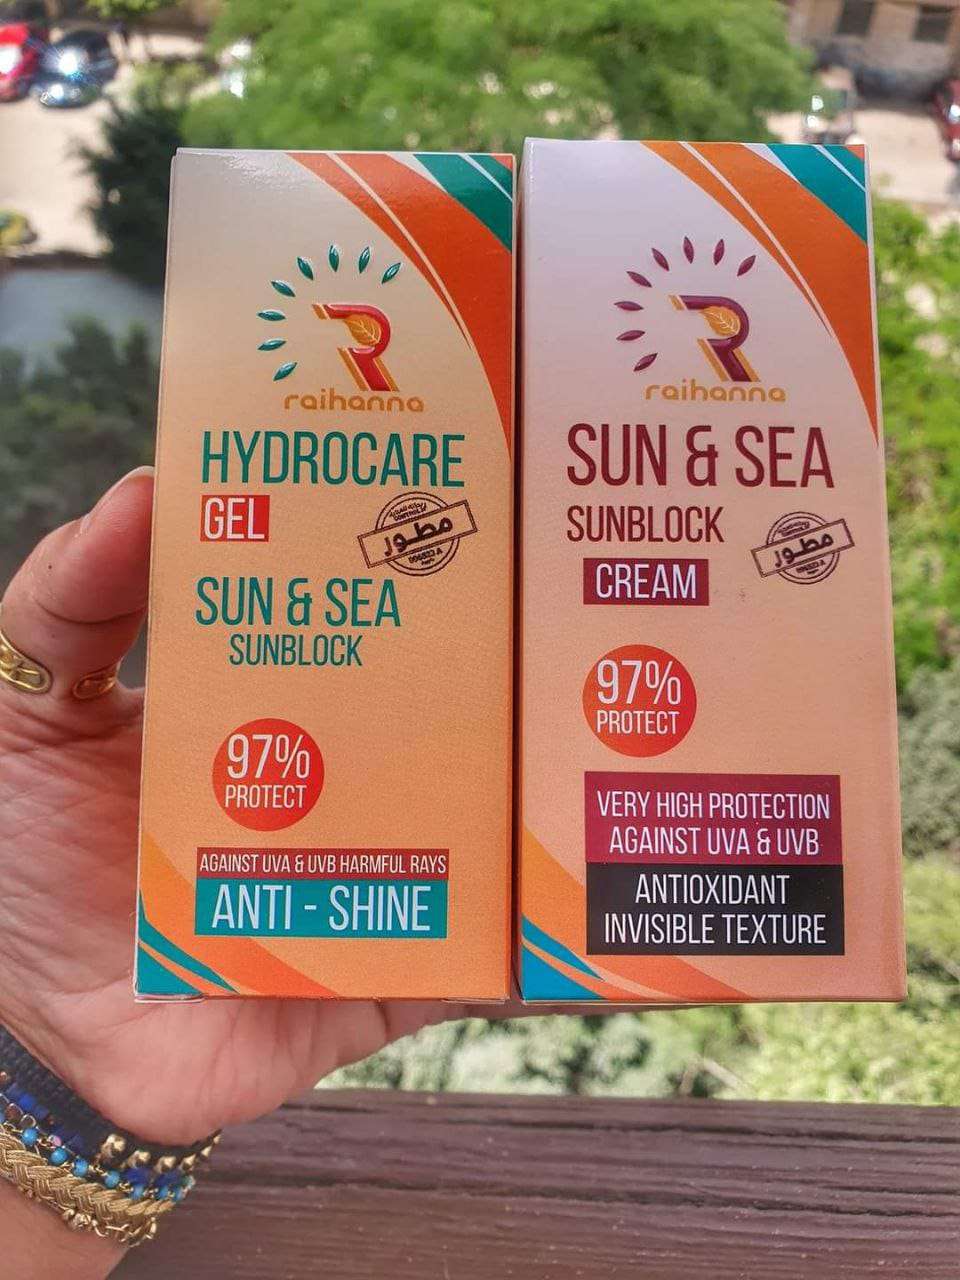 raihanna
HYDROCARE
GEL
مطور
SUN & SEA
SUNBLOCK
97%
PROTECT
AGAINST UVA & UVB HARMFUL RAYS
ANTI - SHINE
raihanna
SUN & SEA
SUNBLOCK
مطور
CREAM
97%
PROTECT
VERY HIGH PROTECTION
AGAINST UVA & UVB
ANTIOXIDANT
INVISIBLE TEXTURE